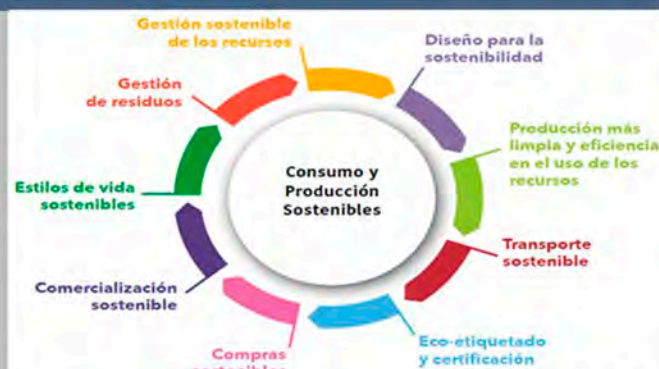 Gestión sostenible
de los recursos
Diseño para la
sostenibilidad
Producción más
limpia y eficiencia
en el uso de los
recursos
Transporte
sostenible
Eco-etiquetado
y certificación
Compras
sostenibles
Comercialización
sostenible
Estilos de vida
sostenibles
Gestión
de residuos
Consumo y
Producción
Sostenibles